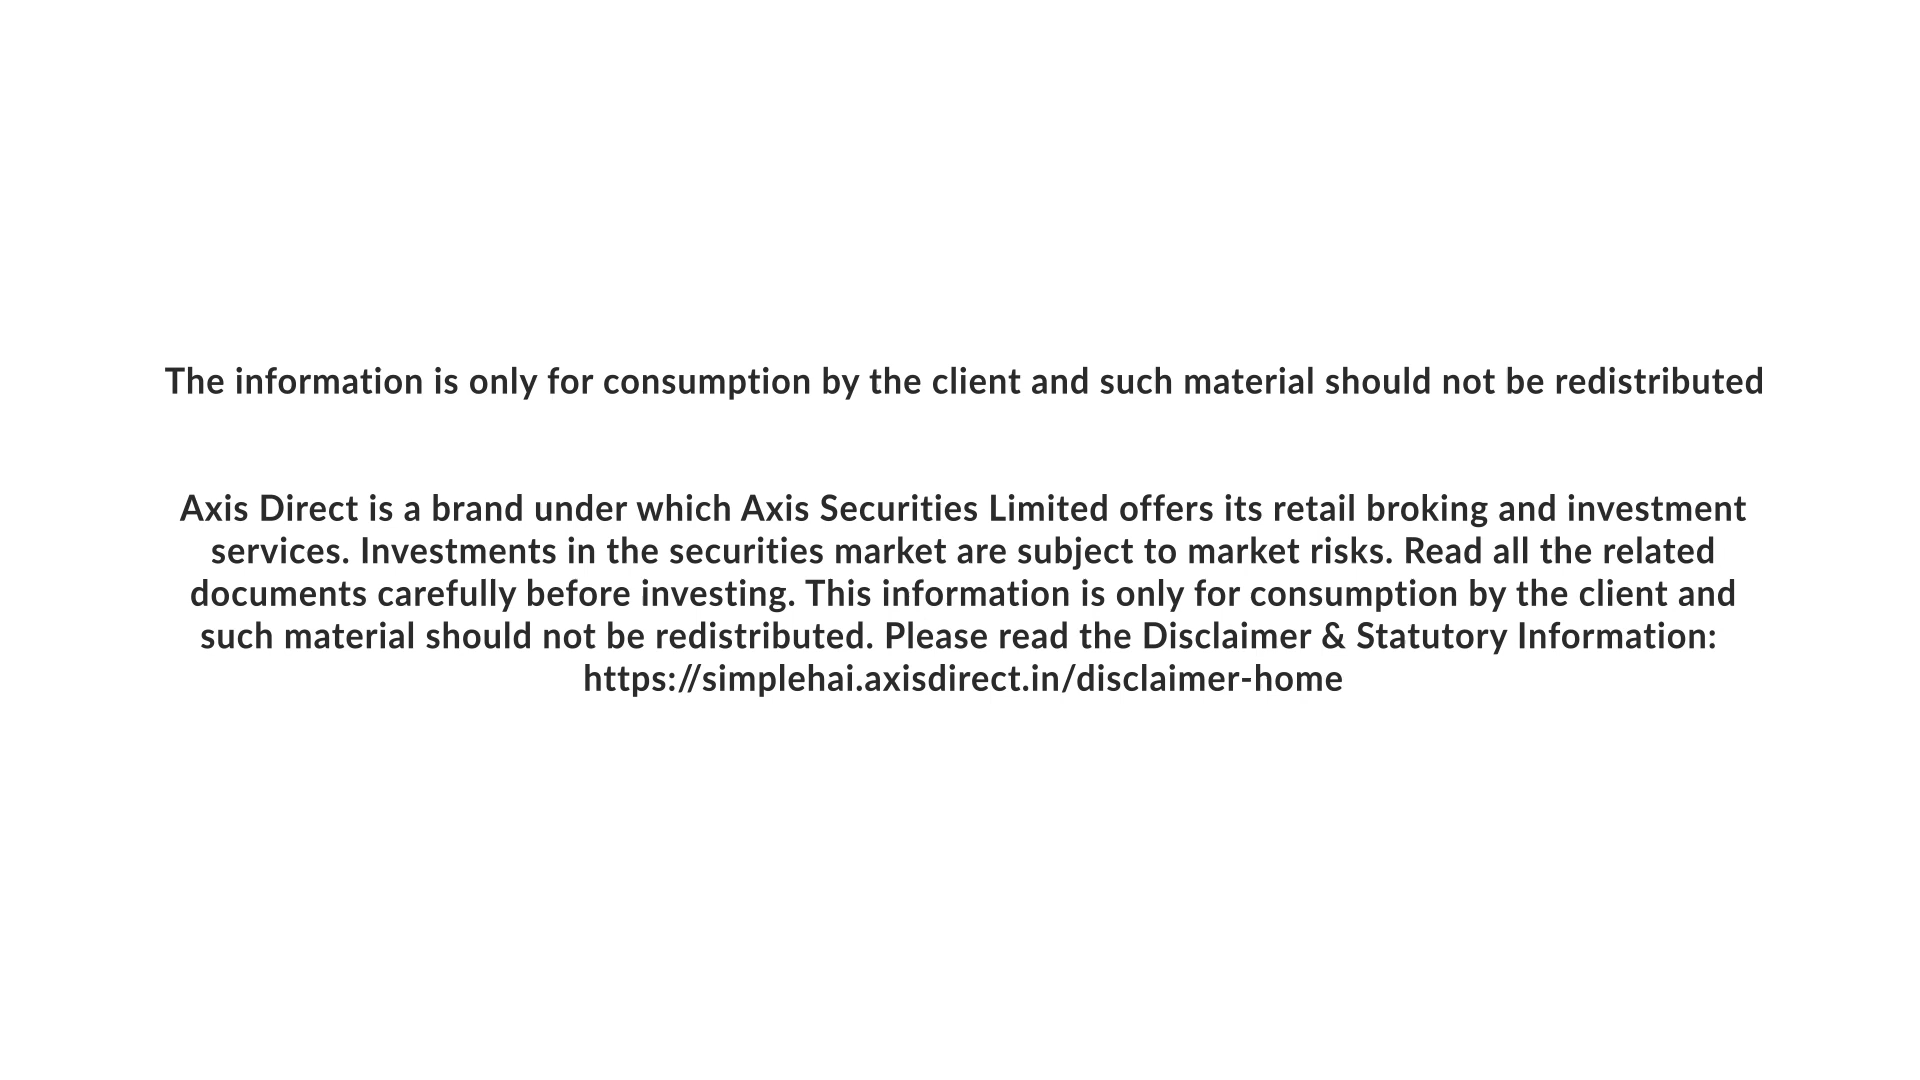 The information is only for consumption by the client and such material should not be redistributed
Axis Direct is a brand under which Axis Securities Limited offers its retail broking and investment
services. Investments in the securities market are subject to market risks. Read all the related
documents carefully before investing. This information is only for consumption by the client and
such material should not be redistributed. Please read the Disclaimer & Statutory Information:
https://simplehai.axisdirect.in/disclaimer-home